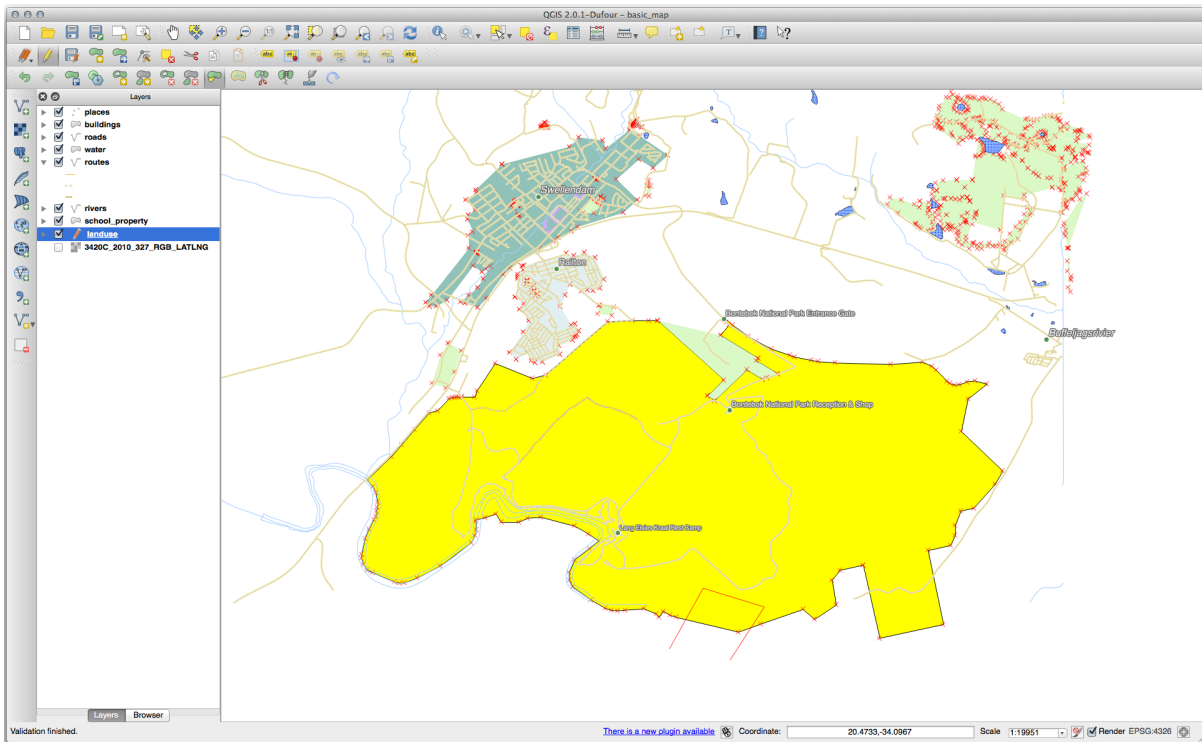 QGIS 2.0.1-Dufour - basic_map
Layers
places
buildings
roads
water
routes
rivers
school_property
landuse
3420C_2010_327_RGB_LATLNG
Swellendam
Railton
Bontebok National Park Entrance Gate
Buffeljagsrivier
Bontebok National Park Reception & Shop
Lang Elsies Kraal Rest Camp
Layers
Browser
Validation finished.
There is a new plugin available
Coordinate:
20.4733,-34.0967
Scale
1:19951
Render
EPSG:4326